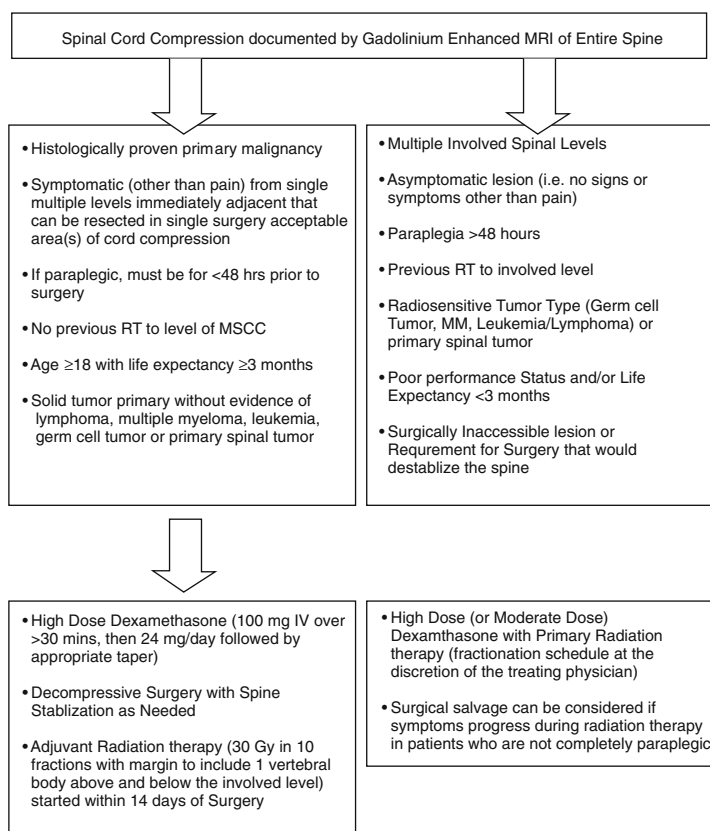 Spinal Cord Compression documented by Gadolinium Enhanced MRI of Entire Spine
• Histologically proven primary malignancy
• Symptomatic (other than pain) from single
multiple levels immediately adjacent that
can be resected in single surgery acceptable
area(s) of cord compression
• If paraplegic, must be for <48 hrs prior to
surgery
• No previous RT to level of MSCC
• Age ≥18 with life expectancy ≥3 months
• Solid tumor primary without evidence of
lymphoma, multiple myeloma, leukemia,
germ cell tumor or primary spinal tumor
• Multiple Involved Spinal Levels
• Asymptomatic lesion (i.e. no signs or
symptoms other than pain)
• Paraplegia >48 hours
• Previous RT to involved level
• Radiosensitive Tumor Type (Germ cell
Tumor, MM, Leukemia/Lymphoma) or
primary spinal tumor
• Poor performance Status and/or Life
Expectancy <3 months
• Surgically Inaccessible lesion or
Requrement for Surgery that would
destablize the spine
• High Dose Dexamethasone (100 mg IV over
>30 mins, then 24 mg/day followed by
appropriate taper)
• Decompressive Surgery with Spine
Stablization as Needed
• Adjuvant Radiation therapy (30 Gy in 10
fractions with margin to include 1 vertebral
body above and below the involved level)
started within 14 days of Surgery
• High Dose (or Moderate Dose)
Dexamthasone with Primary Radiation
therapy (fractionation schedule at the
discretion of the treating physician)
• Surgical salvage can be considered if
symptoms progress during radiation therapy
in patients who are not completely paraplegic